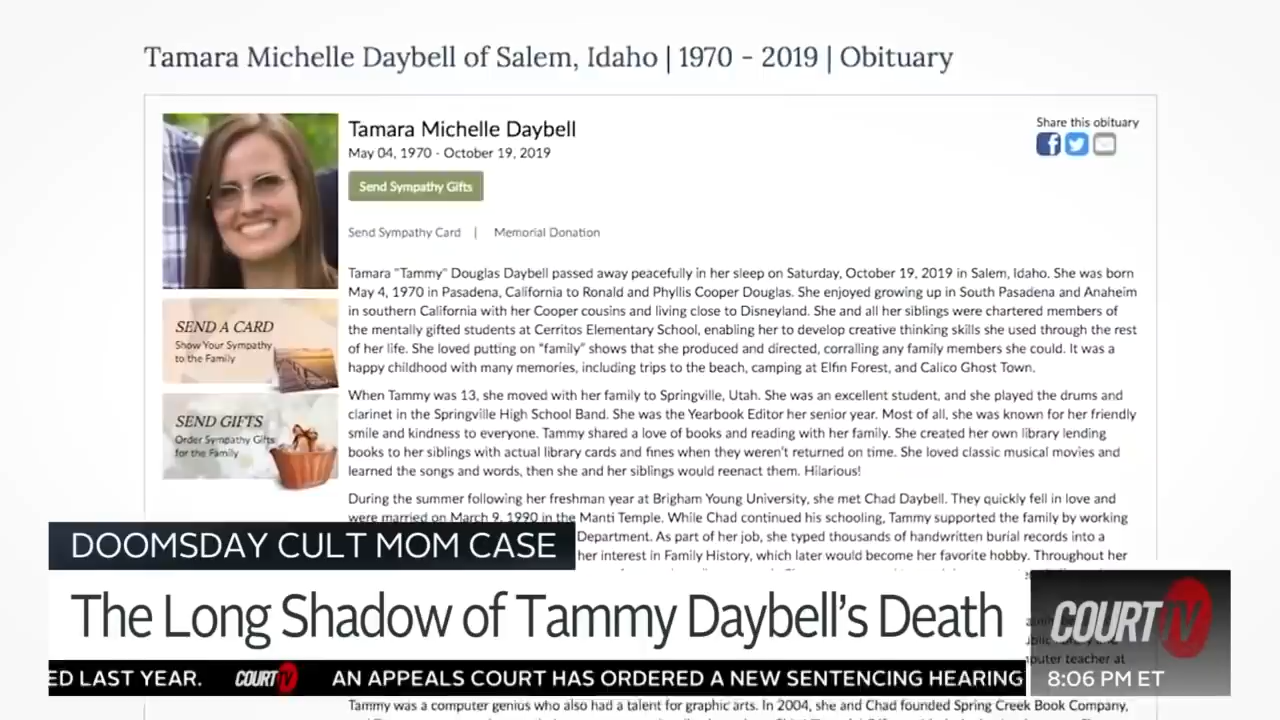 Tamara Michelle Daybell of Salem, Idaho | 1970 - 2019 | Obituary
Tamara Michelle Daybell
May 04, 1970 - October 19, 2019
Send Sympathy Gifts
Share this obituary
Send Sympathy Card | Memorial Donation
SEND A CARD
Show Your Sympathy
to the Family
SEND GIFTS
Order Sympathy Gifts
for the Family
Tamara "Tammy" Douglas Daybell passed away peacefully in her sleep on Saturday, October 19, 2019 in Salem, Idaho. She was born
May 4, 1970 in Pasadena, California to Ronald and Phyllis Cooper Douglas. She enjoyed growing up in South Pasadena and Anaheim
in southern California with her Cooper cousins and living close to Disneyland. She and all her siblings were chartered members of
the mentally gifted students at Cerritos Elementary School, enabling her to develop creative thinking skills she used through the rest
of her life. She loved putting on "family" shows that she produced and directed, corralling any family members she could. It was a
happy childhood with many memories, including trips to the beach, camping at Elfin Forest, and Calico Ghost Town.
When Tammy was 13, she moved with her family to Springville, Utah. She was an excellent student, and she played the drums and
clarinet in the Springville High School Band. She was the Yearbook Editor her senior year. Most of all, she was known for her friendly
smile and kindness to everyone. Tammy shared a love of books and reading with her family. She created her own library lending
books to her siblings with actual library cards and fines when they weren't returned on time. She loved classic musical movies and
learned the songs and words, then she and her siblings would reenact them. Hilarious!
During the summer following her freshman year at Brigham Young University, she met Chad Daybell. They quickly fell in love and
were married on March 9, 1990 in the Manti Temple. While Chad continued his schooling, Tammy supported the family by working
Department. As part of her job, she typed thousands of handwritten burial records into a
her interest in Family History, which later would become her favorite hobby. Throughout her
DOOMSDAY CULT MOM CASE
The Long Shadow of Tammy Daybell's Death
COURT TV
puter teacher at
ED LAST YEAR. COURT TV AN APPEALS COURT HAS ORDERED A NEW SENTENCING HEARING
8:06 PM ET
Tammy was a computer genius who also had a talent for graphic arts. In 2004, she and Chad founded Spring Creek Book Company,